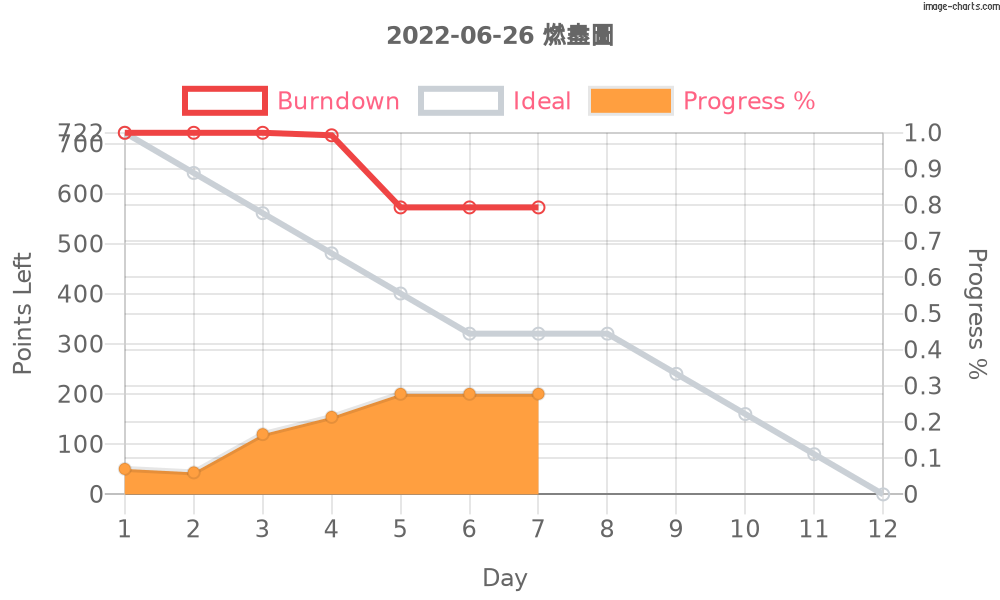 image-charts.com
2022-06-26 燃盡圖
Burndown Ideal Progress %
722 1.0
700
0.9
600 0.8
500 0.7
0.6
400 0.5
300 0.4
0.3
200 0.2
100 0.1
0 0
Points Left
Progress %
1 2 3 4 5 6 7 8 9 10 11 12
Day